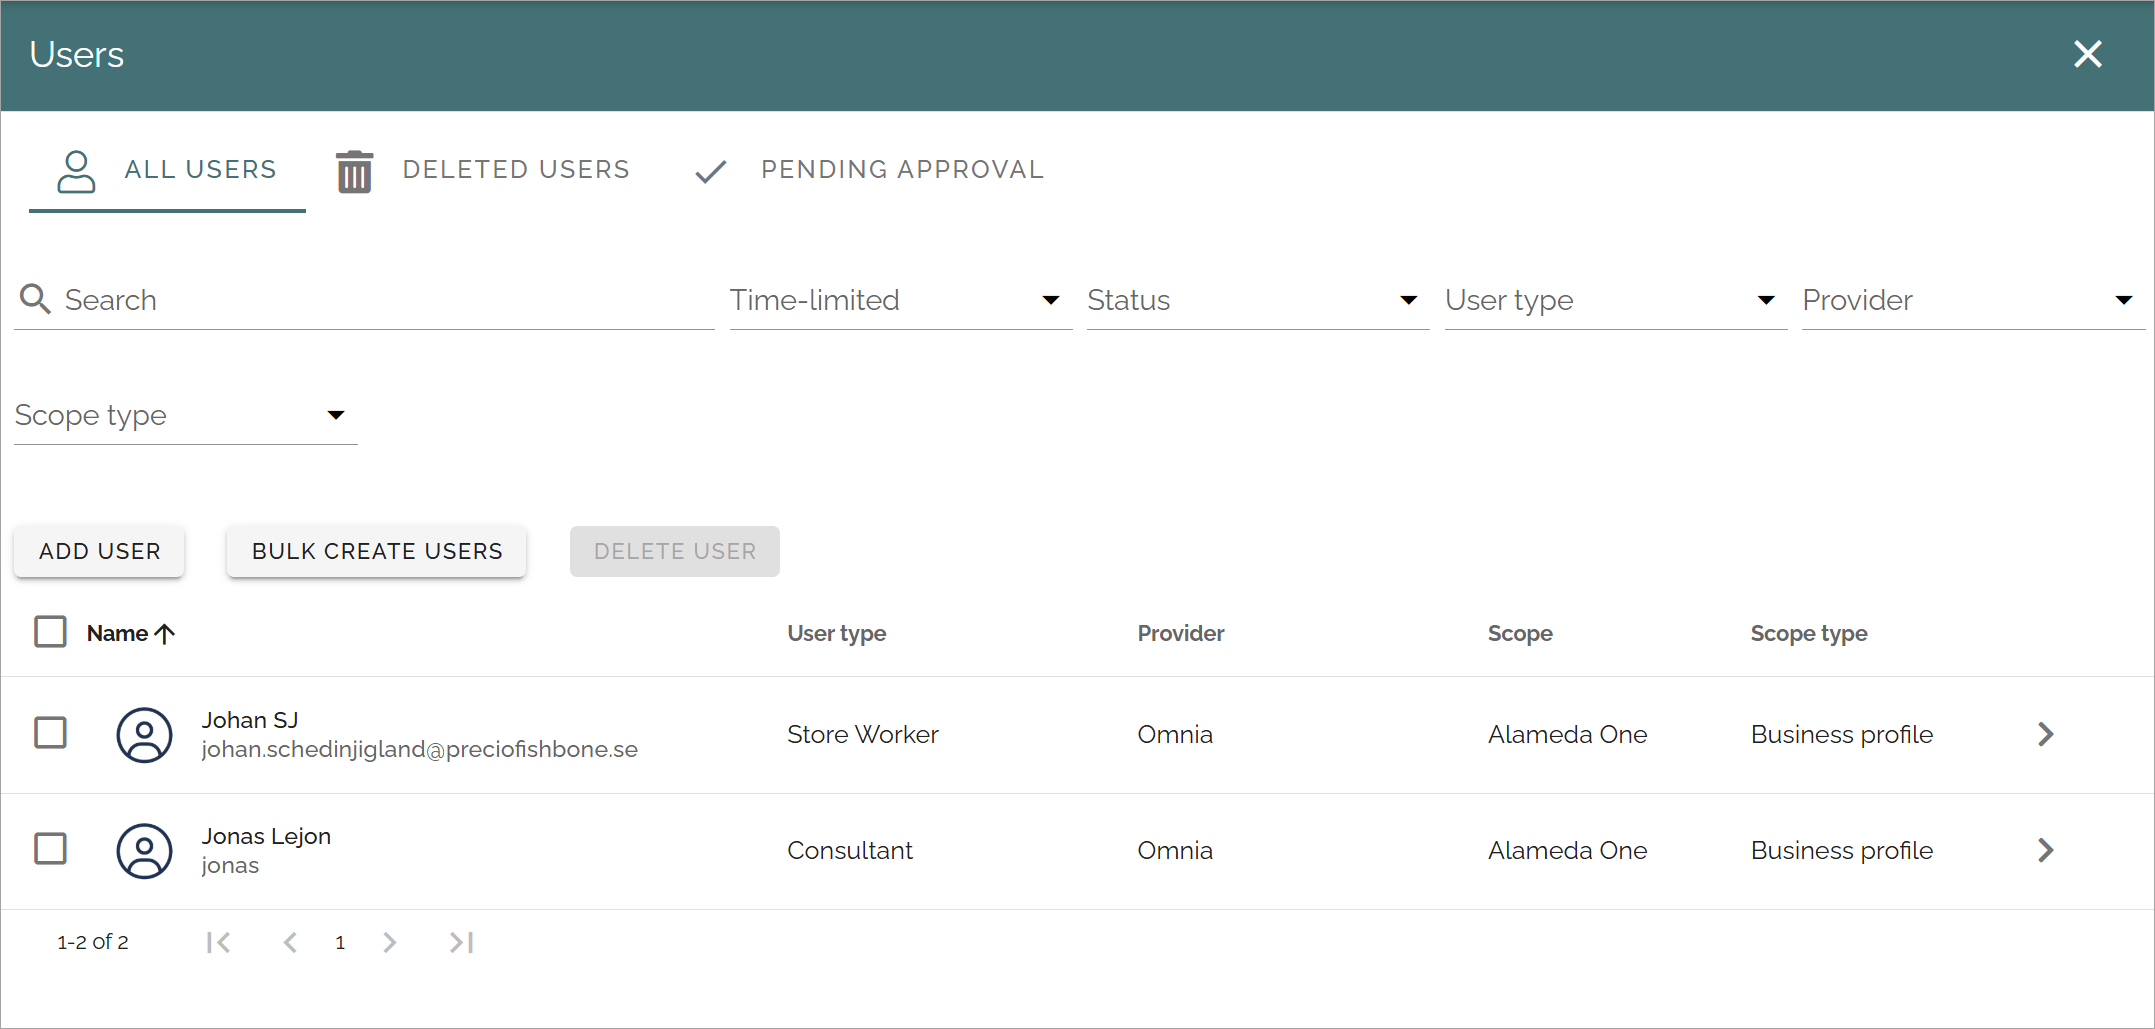 Users
ALL USERS DELETED USERS PENDING APPROVAL
Search Time-limited Status User type Provider
Scope type
ADD USER BULK CREATE USERS DELETE USER
Name User type Provider Scope Scope type
Johan SJ
johan.schedinjigland@preciofishbone.se Store Worker Omnia Alameda One Business profile
Jonas Lejon
jonas Consultant Omnia Alameda One Business profile
1-2 of 2 1